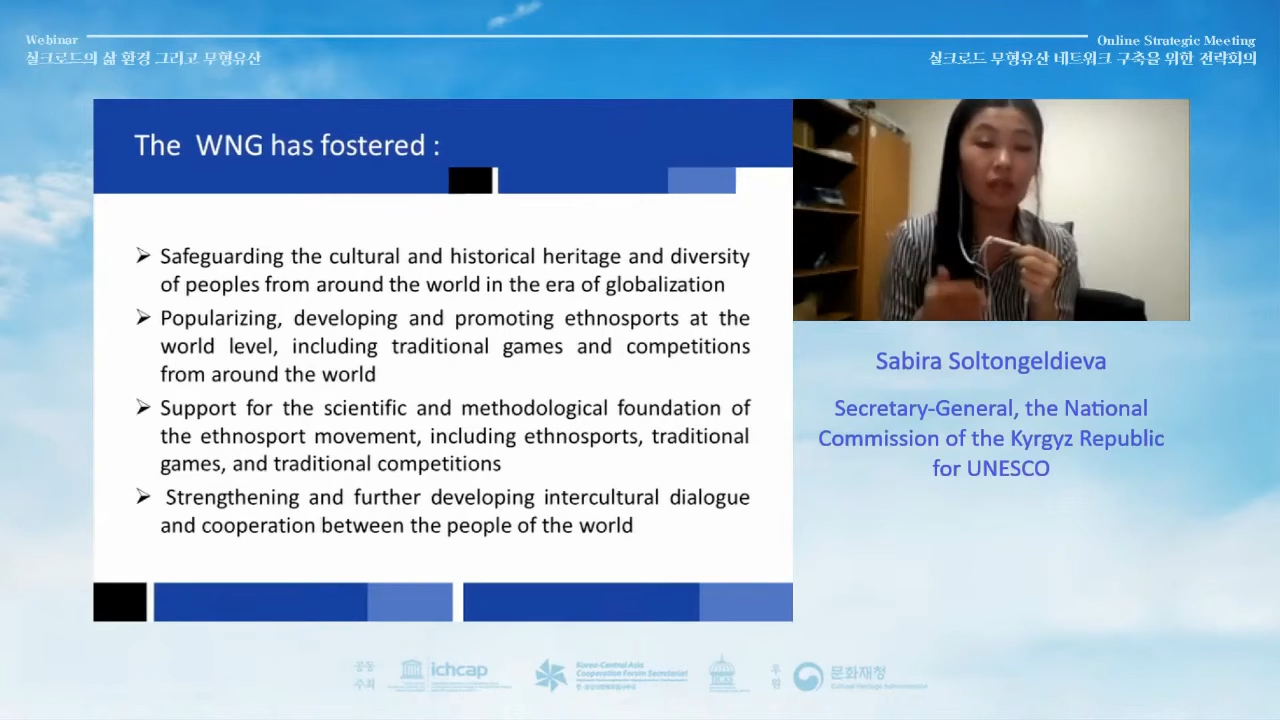 Webinar
실크로드의 삶 환경 그리고 무형유산
Online Strategic Meeting
실크로드 무형유산 네트워크 구축을 위한 전략회의
The WNG has fostered :
➢ Safeguarding the cultural and historical heritage and diversity
of peoples from around the world in the era of globalization
➢ Popularizing, developing and promoting ethnosports at the
world level, including traditional games and competitions
from around the world
➢ Support for the scientific and methodological foundation of
the ethnosport movement, including ethnosports, traditional
games, and traditional competitions
➢ Strengthening and further developing intercultural dialogue
and cooperation between the people of the world
Sabira Soltongeldieva
Secretary-General, the National
Commission of the Kyrgyz Republic
for UNESCO
공동
주최
ichcap
Korea-Central Asia
Cooperation Forum Secretariat
후
원
문화재청
Cultural Heritage Administration